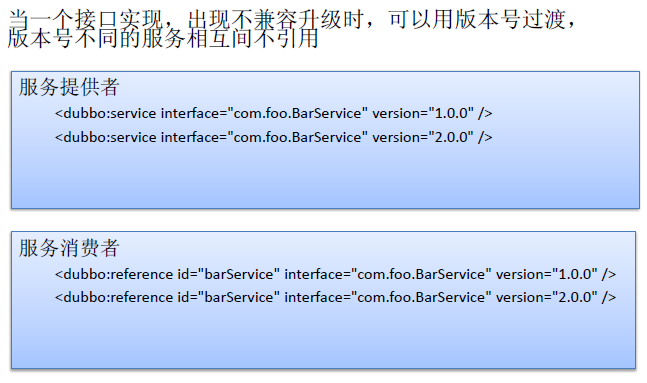 当一个接口实现，出现不兼容升级时，可以用版本号过渡，
版本号不同的服务相互间不引用
服务提供者
<dubbo:service interface="com.foo.BarService" version="1.0.0" />
<dubbo:service interface="com.foo.BarService" version="2.0.0" />
服务消费者
<dubbo:reference id="barService" interface="com.foo.BarService" version="1.0.0" />
<dubbo:reference id="barService" interface="com.foo.BarService" version="2.0.0" />